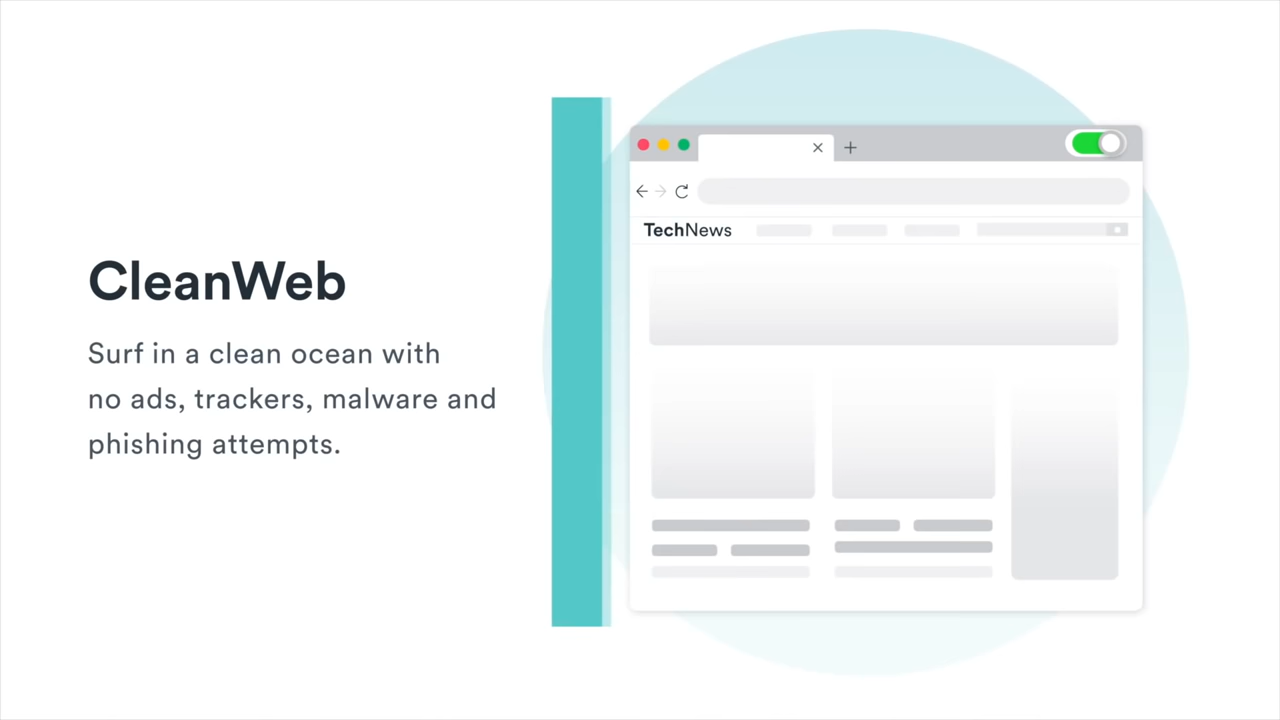 CleanWeb
Surf in a clean ocean with
no ads, trackers, malware and
phishing attempts.
TechNews